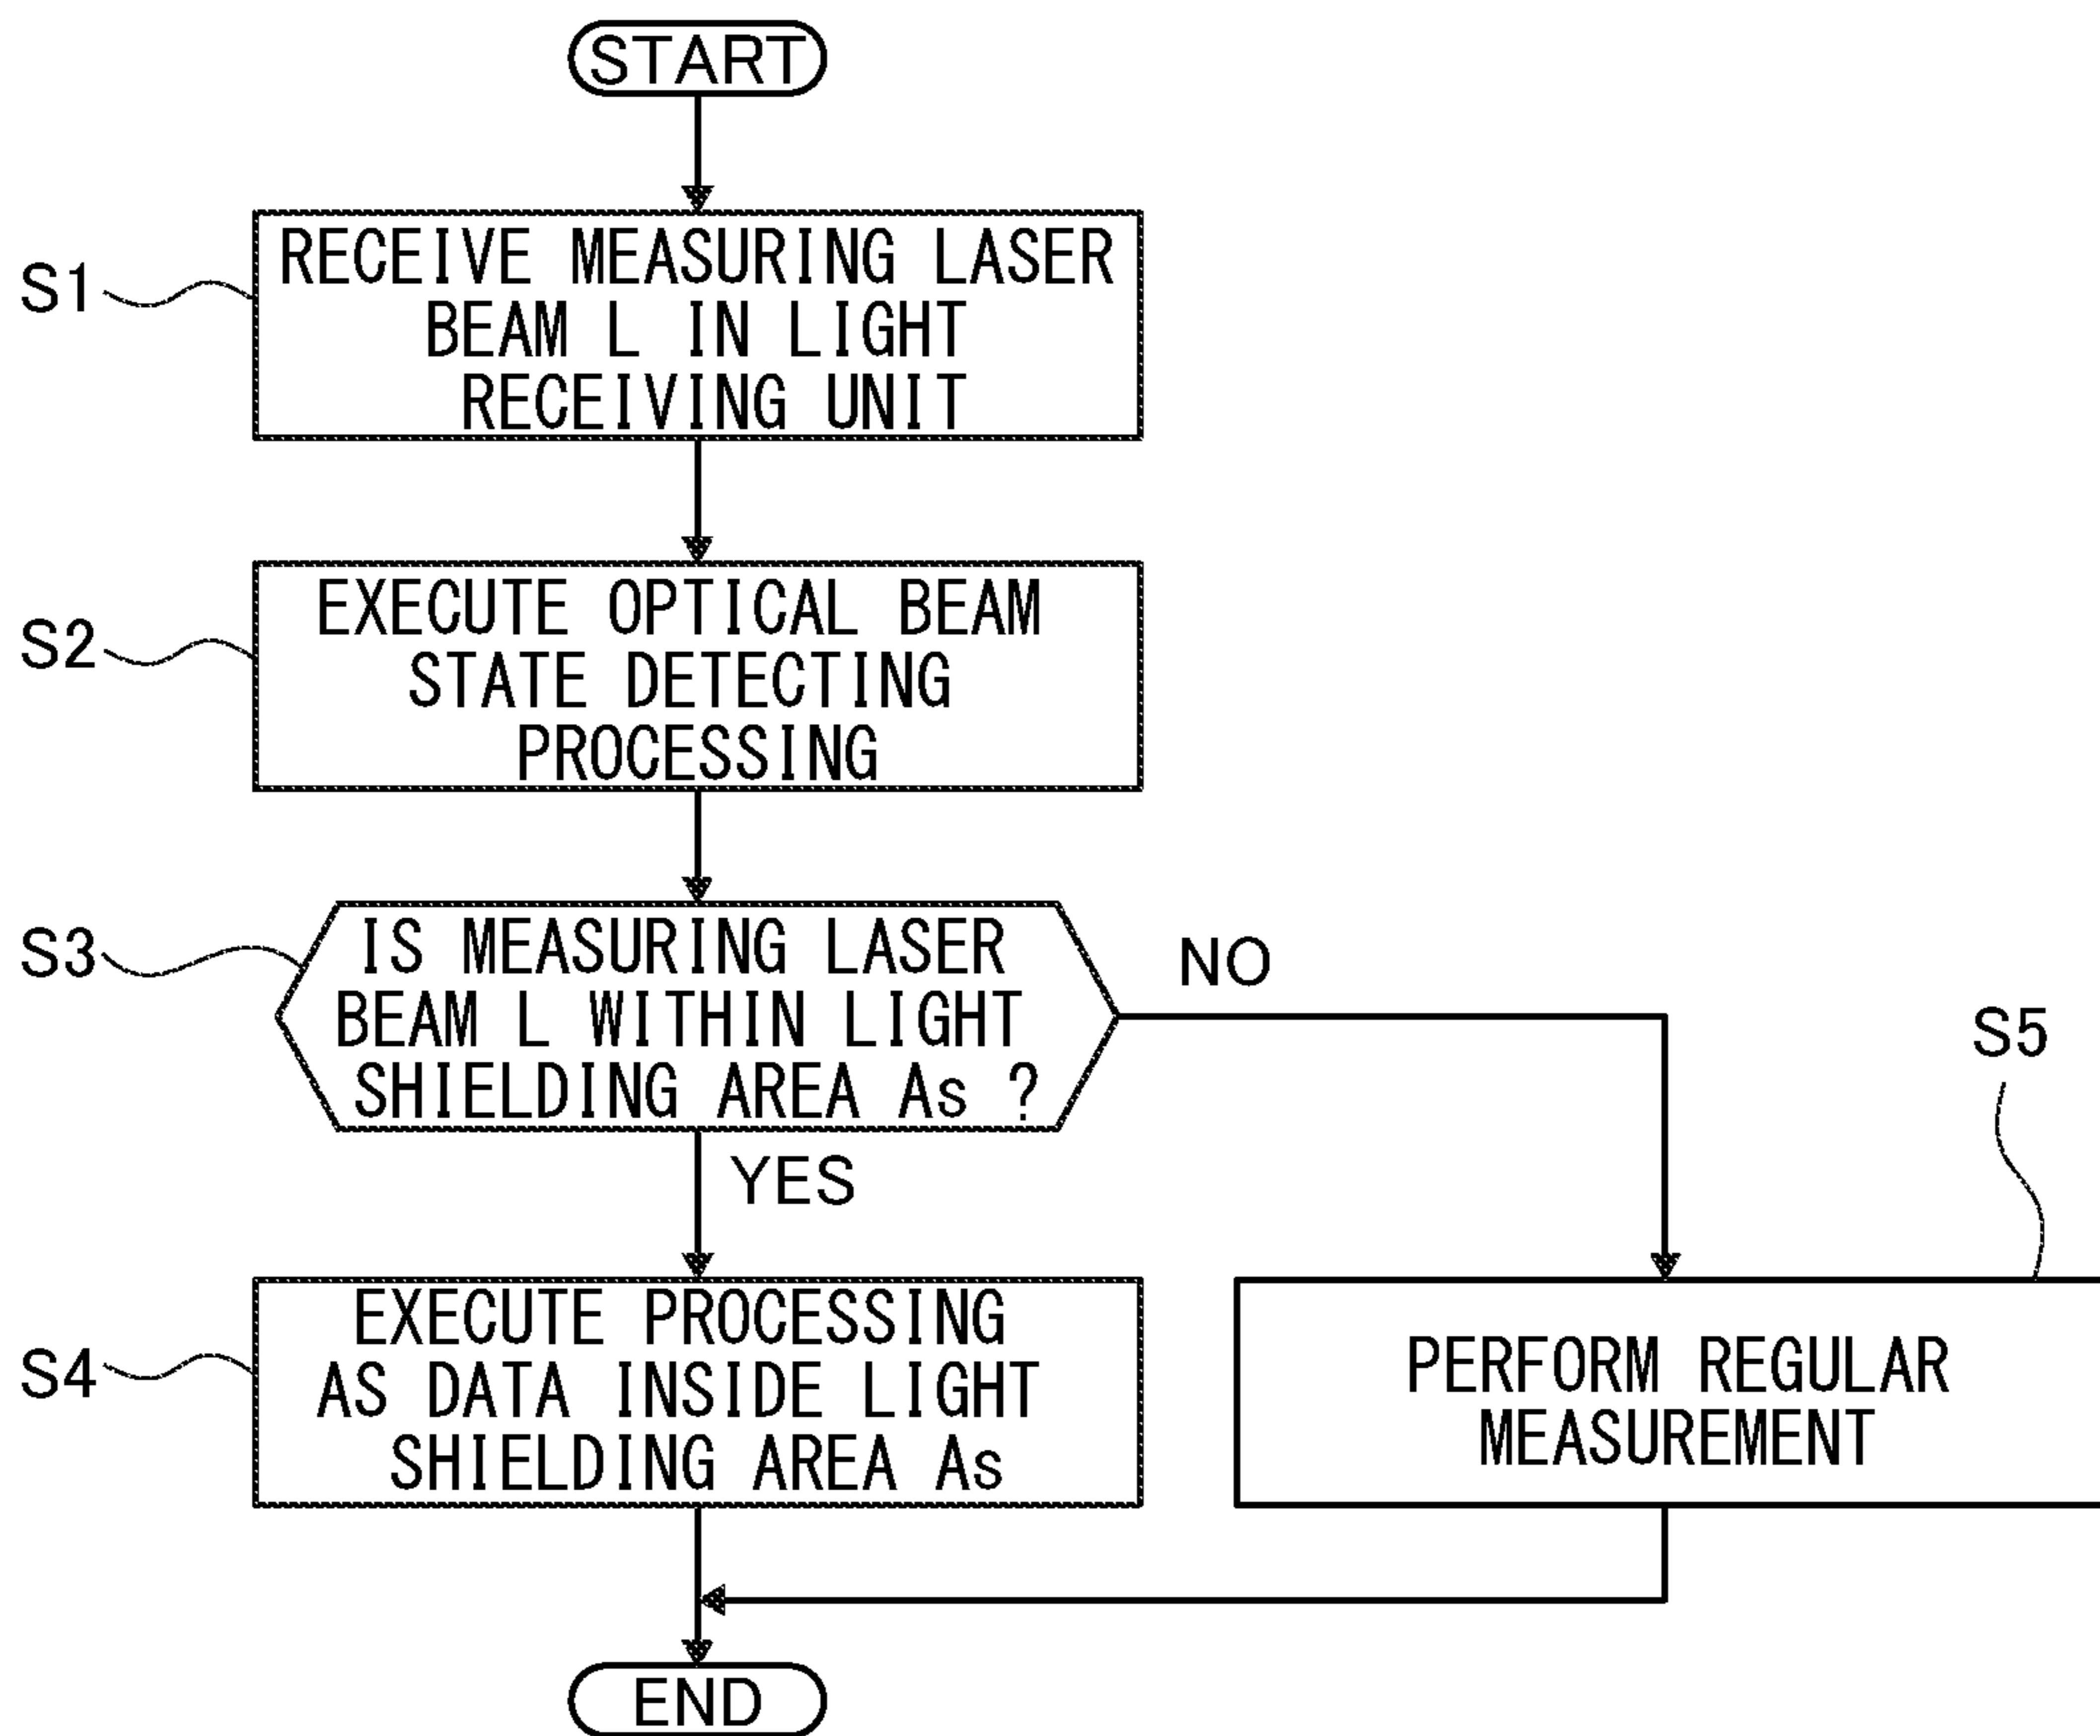 START
S1
RECEIVE MEASURING LASER
BEAM L IN LIGHT
RECEIVING UNIT
S2
EXECUTE OPTICAL BEAM
STATE DETECTING
PROCESSING
S3
IS MEASURING LASER
BEAM L WITHIN LIGHT
SHIELDING AREA As ?
NO
YES
S4
EXECUTE PROCESSING
AS DATA INSIDE LIGHT
SHIELDING AREA As
S5
PERFORM REGULAR
MEASUREMENT
END